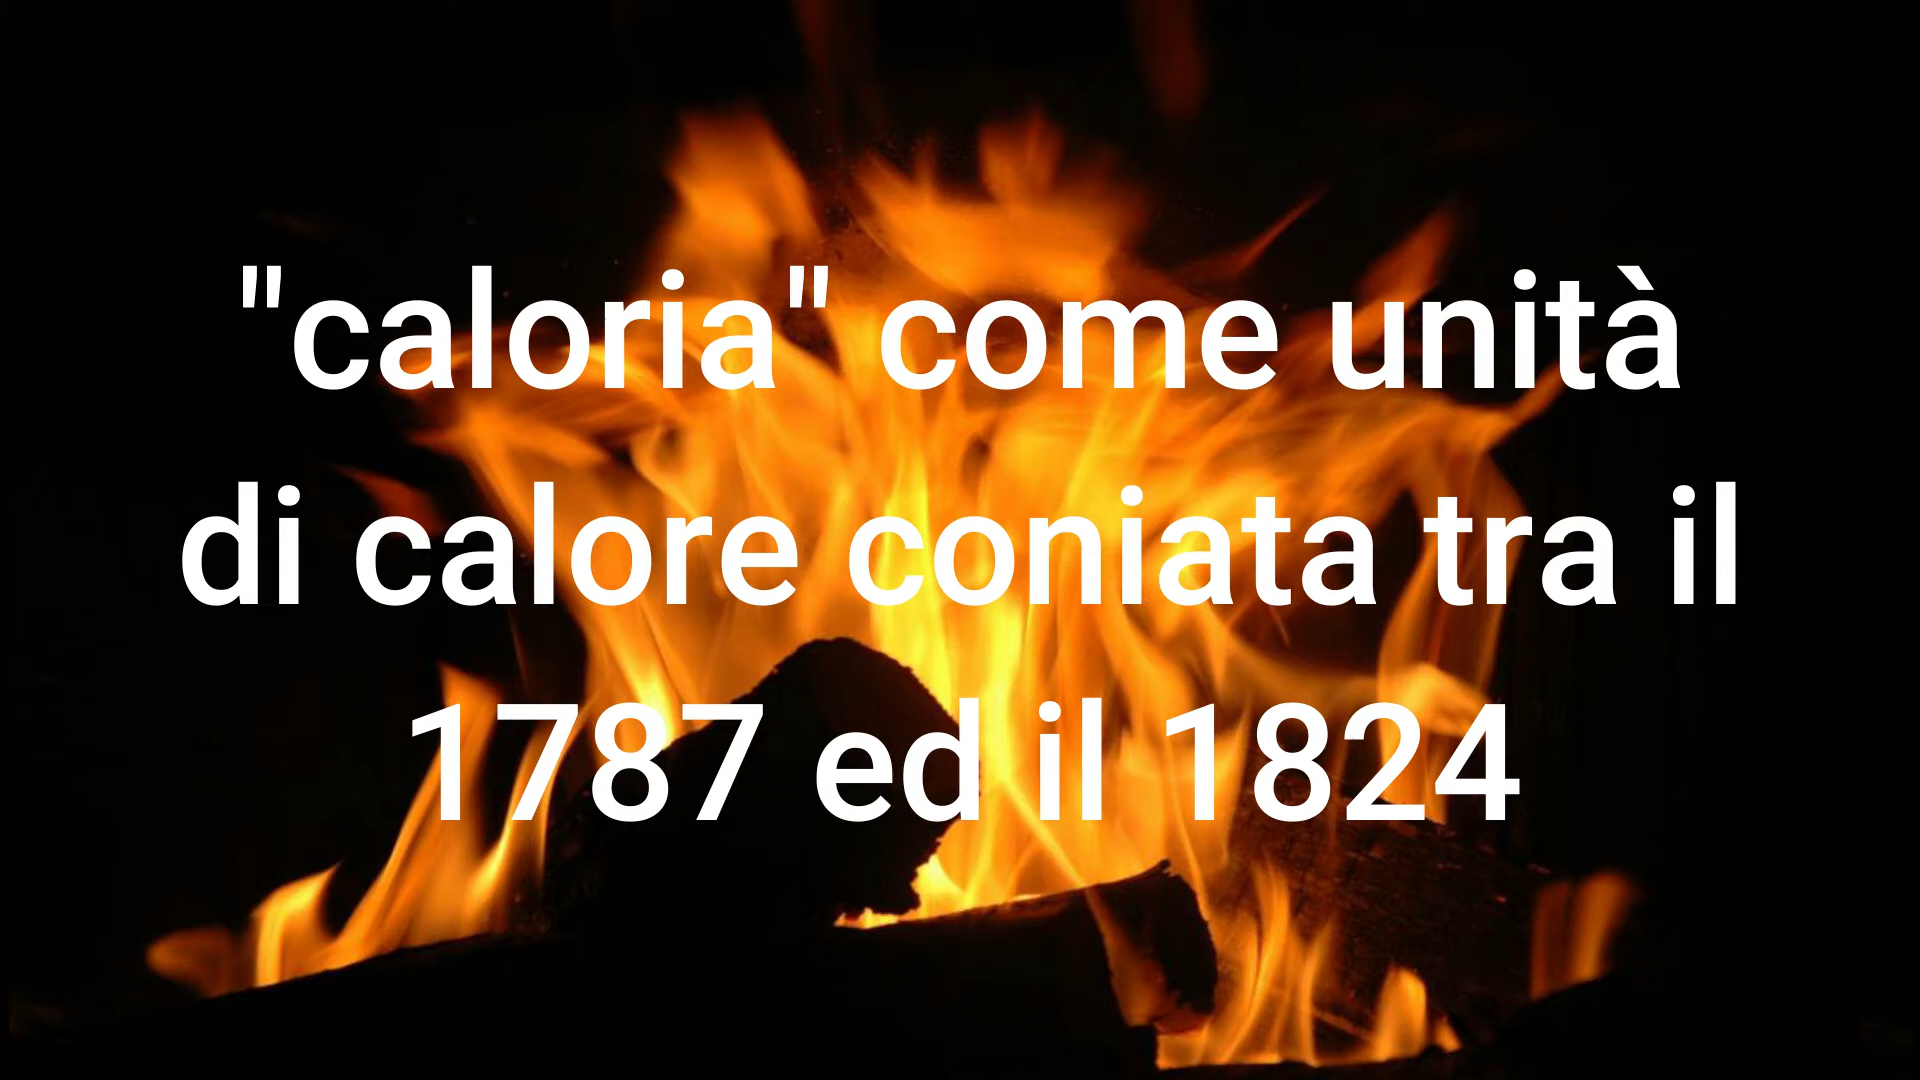 "caloria" come unità
di calore coniata tra il
1787 ed il 1824